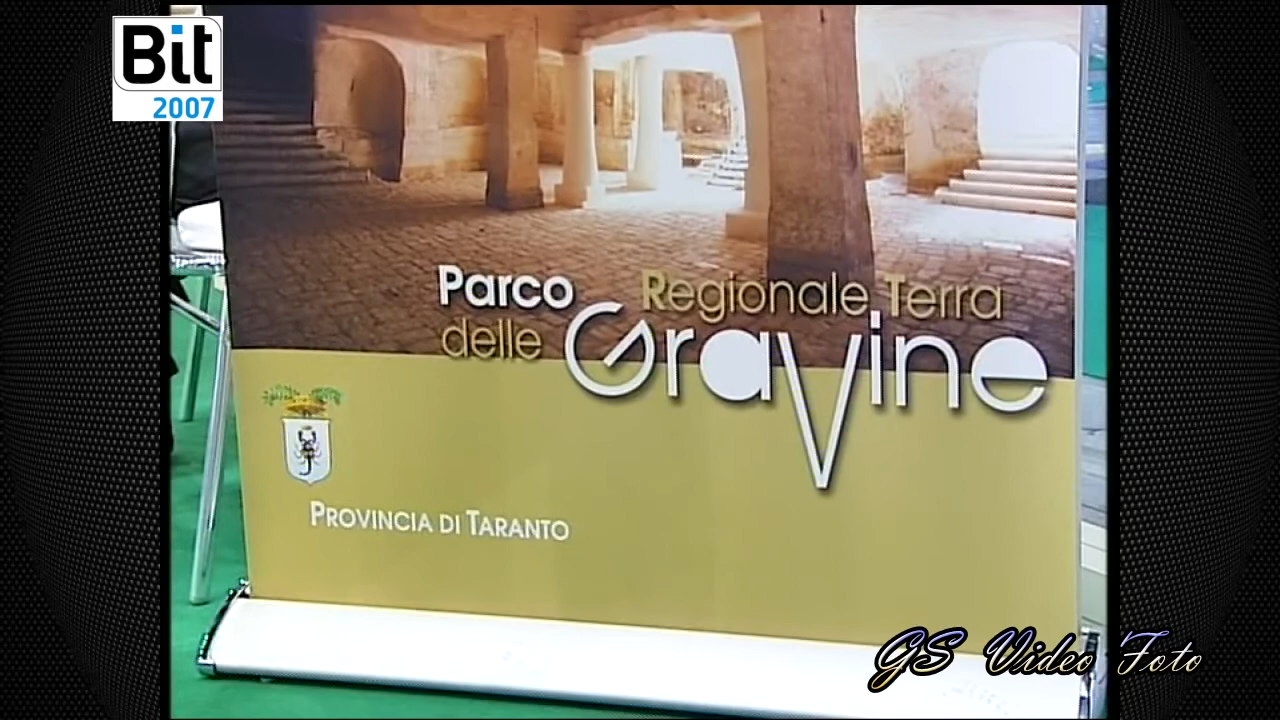 Bit
2007
Parco Regionale Terra
delle Gravine
PROVINCIA DI TARANTO
GS Video Foto